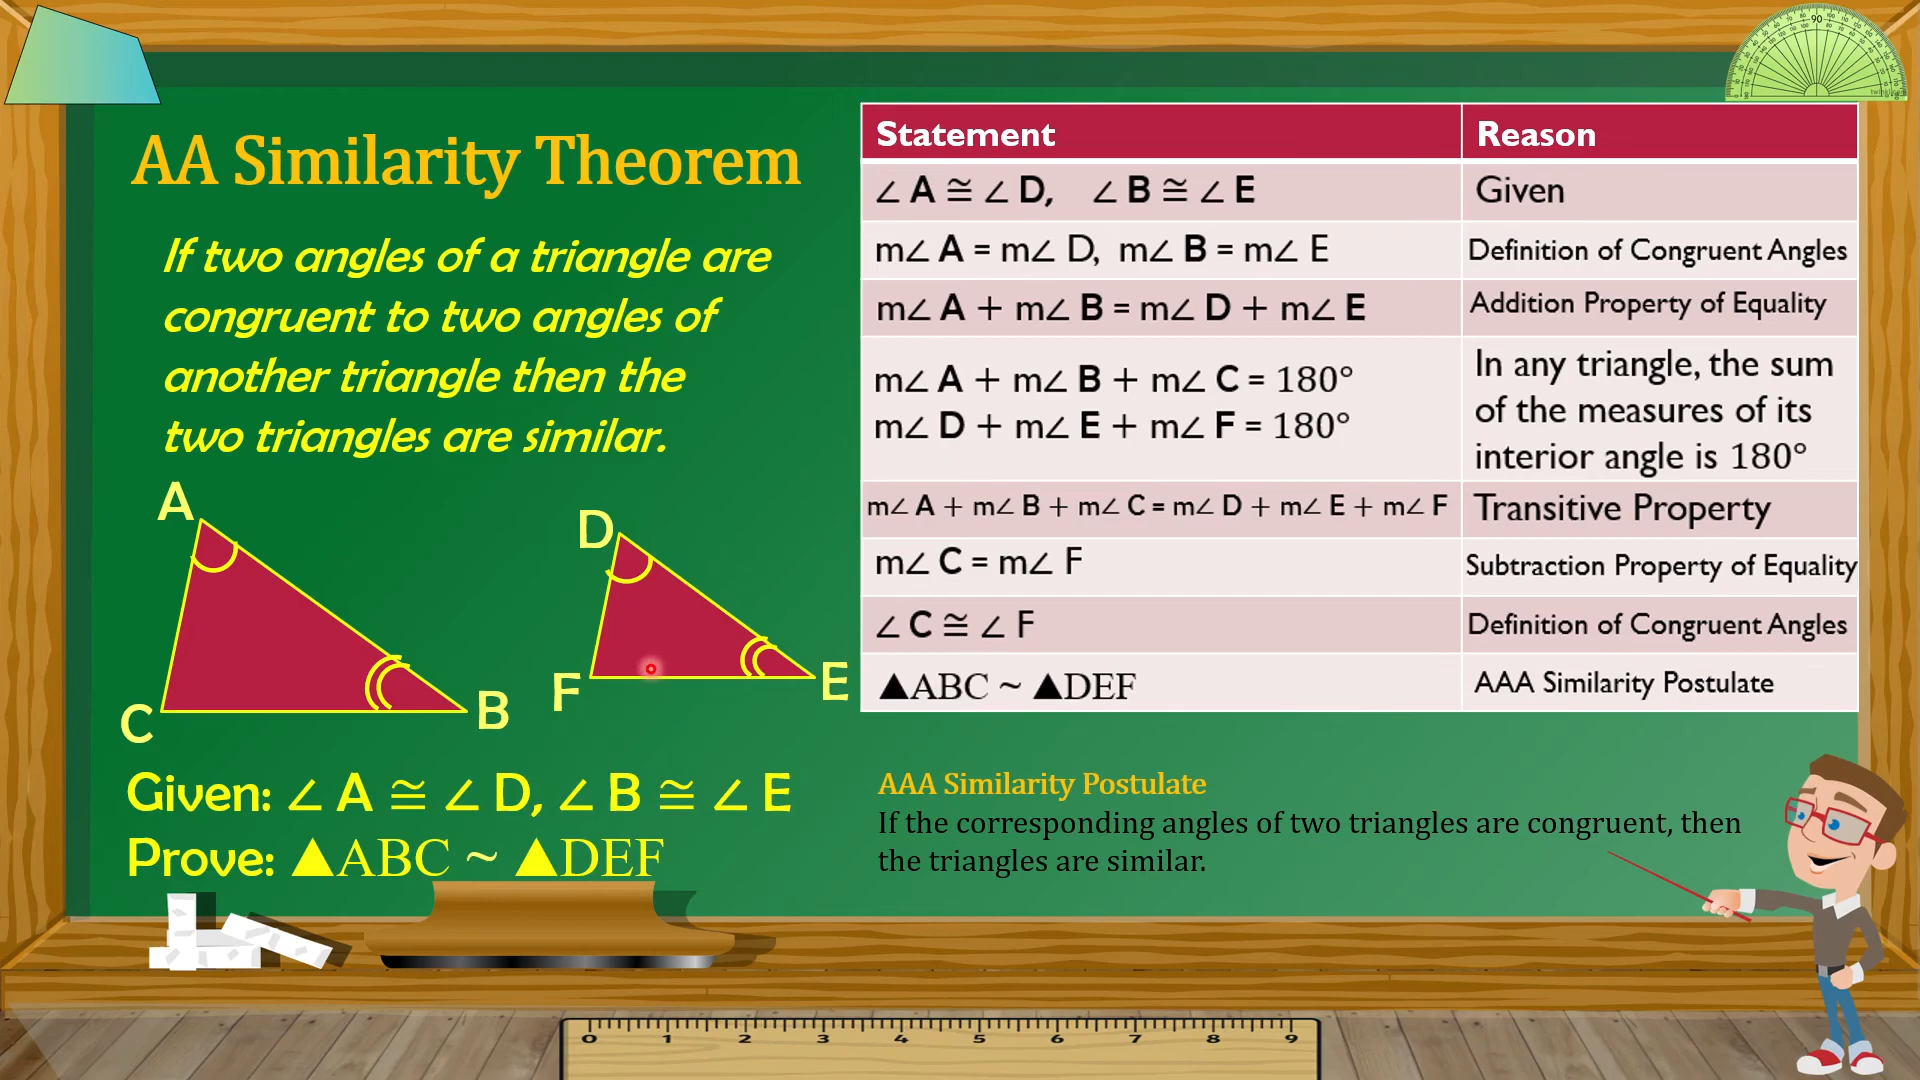 AA Similarity Theorem
If two angles of a triangle are
congruent to two angles of
another triangle then the
two triangles are similar.
A
C
B
D
F
E
Given: ∠ A ≅ ∠ D, ∠ B ≅ ∠ E
Prove: ▲ABC ~ ▲DEF
Statement Reason
∠ A ≅ ∠ D, ∠ B ≅ ∠ E Given
m∠ A = m∠ D, m∠ B = m∠ E Definition of Congruent Angles
m∠ A + m∠ B = m∠ D + m∠ E Addition Property of Equality
m∠ A + m∠ B + m∠ C = 180°
m∠ D + m∠ E + m∠ F = 180°
In any triangle, the sum
of the measures of its
interior angle is 180°
m∠ A + m∠ B + m∠ C = m∠ D + m∠ E + m∠ F Transitive Property
m∠ C = m∠ F Subtraction Property of Equality
∠ C ≅ ∠ F Definition of Congruent Angles
▲ABC ~ ▲DEF AAA Similarity Postulate
AAA Similarity Postulate
If the corresponding angles of two triangles are congruent, then
the triangles are similar.
90
0 1 2 3 4 5 6 7 8 9